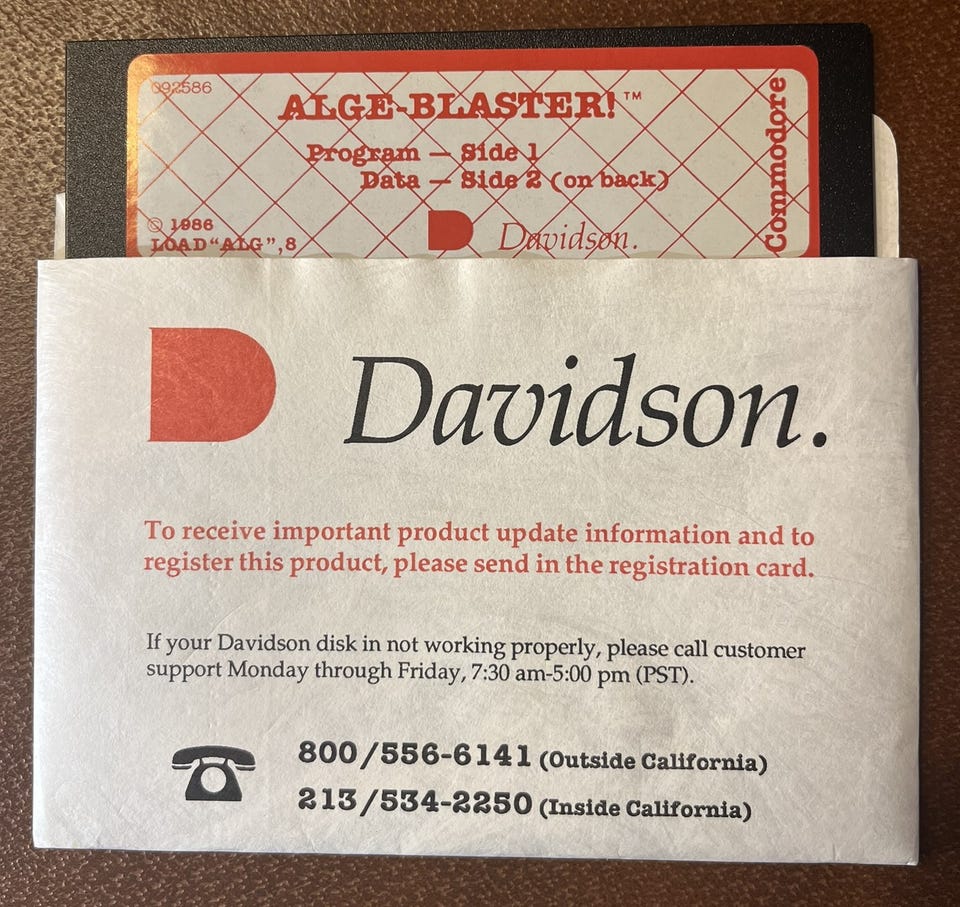 092586
ALGE-BLASTER!™
Program — Side 1
Data — Side 2 (on back)
Commodore
© 1986
LOAD "ALG",8
Davidson.
Davidson.
To receive important product update information and to
register this product, please send in the registration card.
If your Davidson disk in not working properly, please call customer
support Monday through Friday, 7:30 am-5:00 pm (PST).
800/556-6141 (Outside California)
213/534-2250 (Inside California)